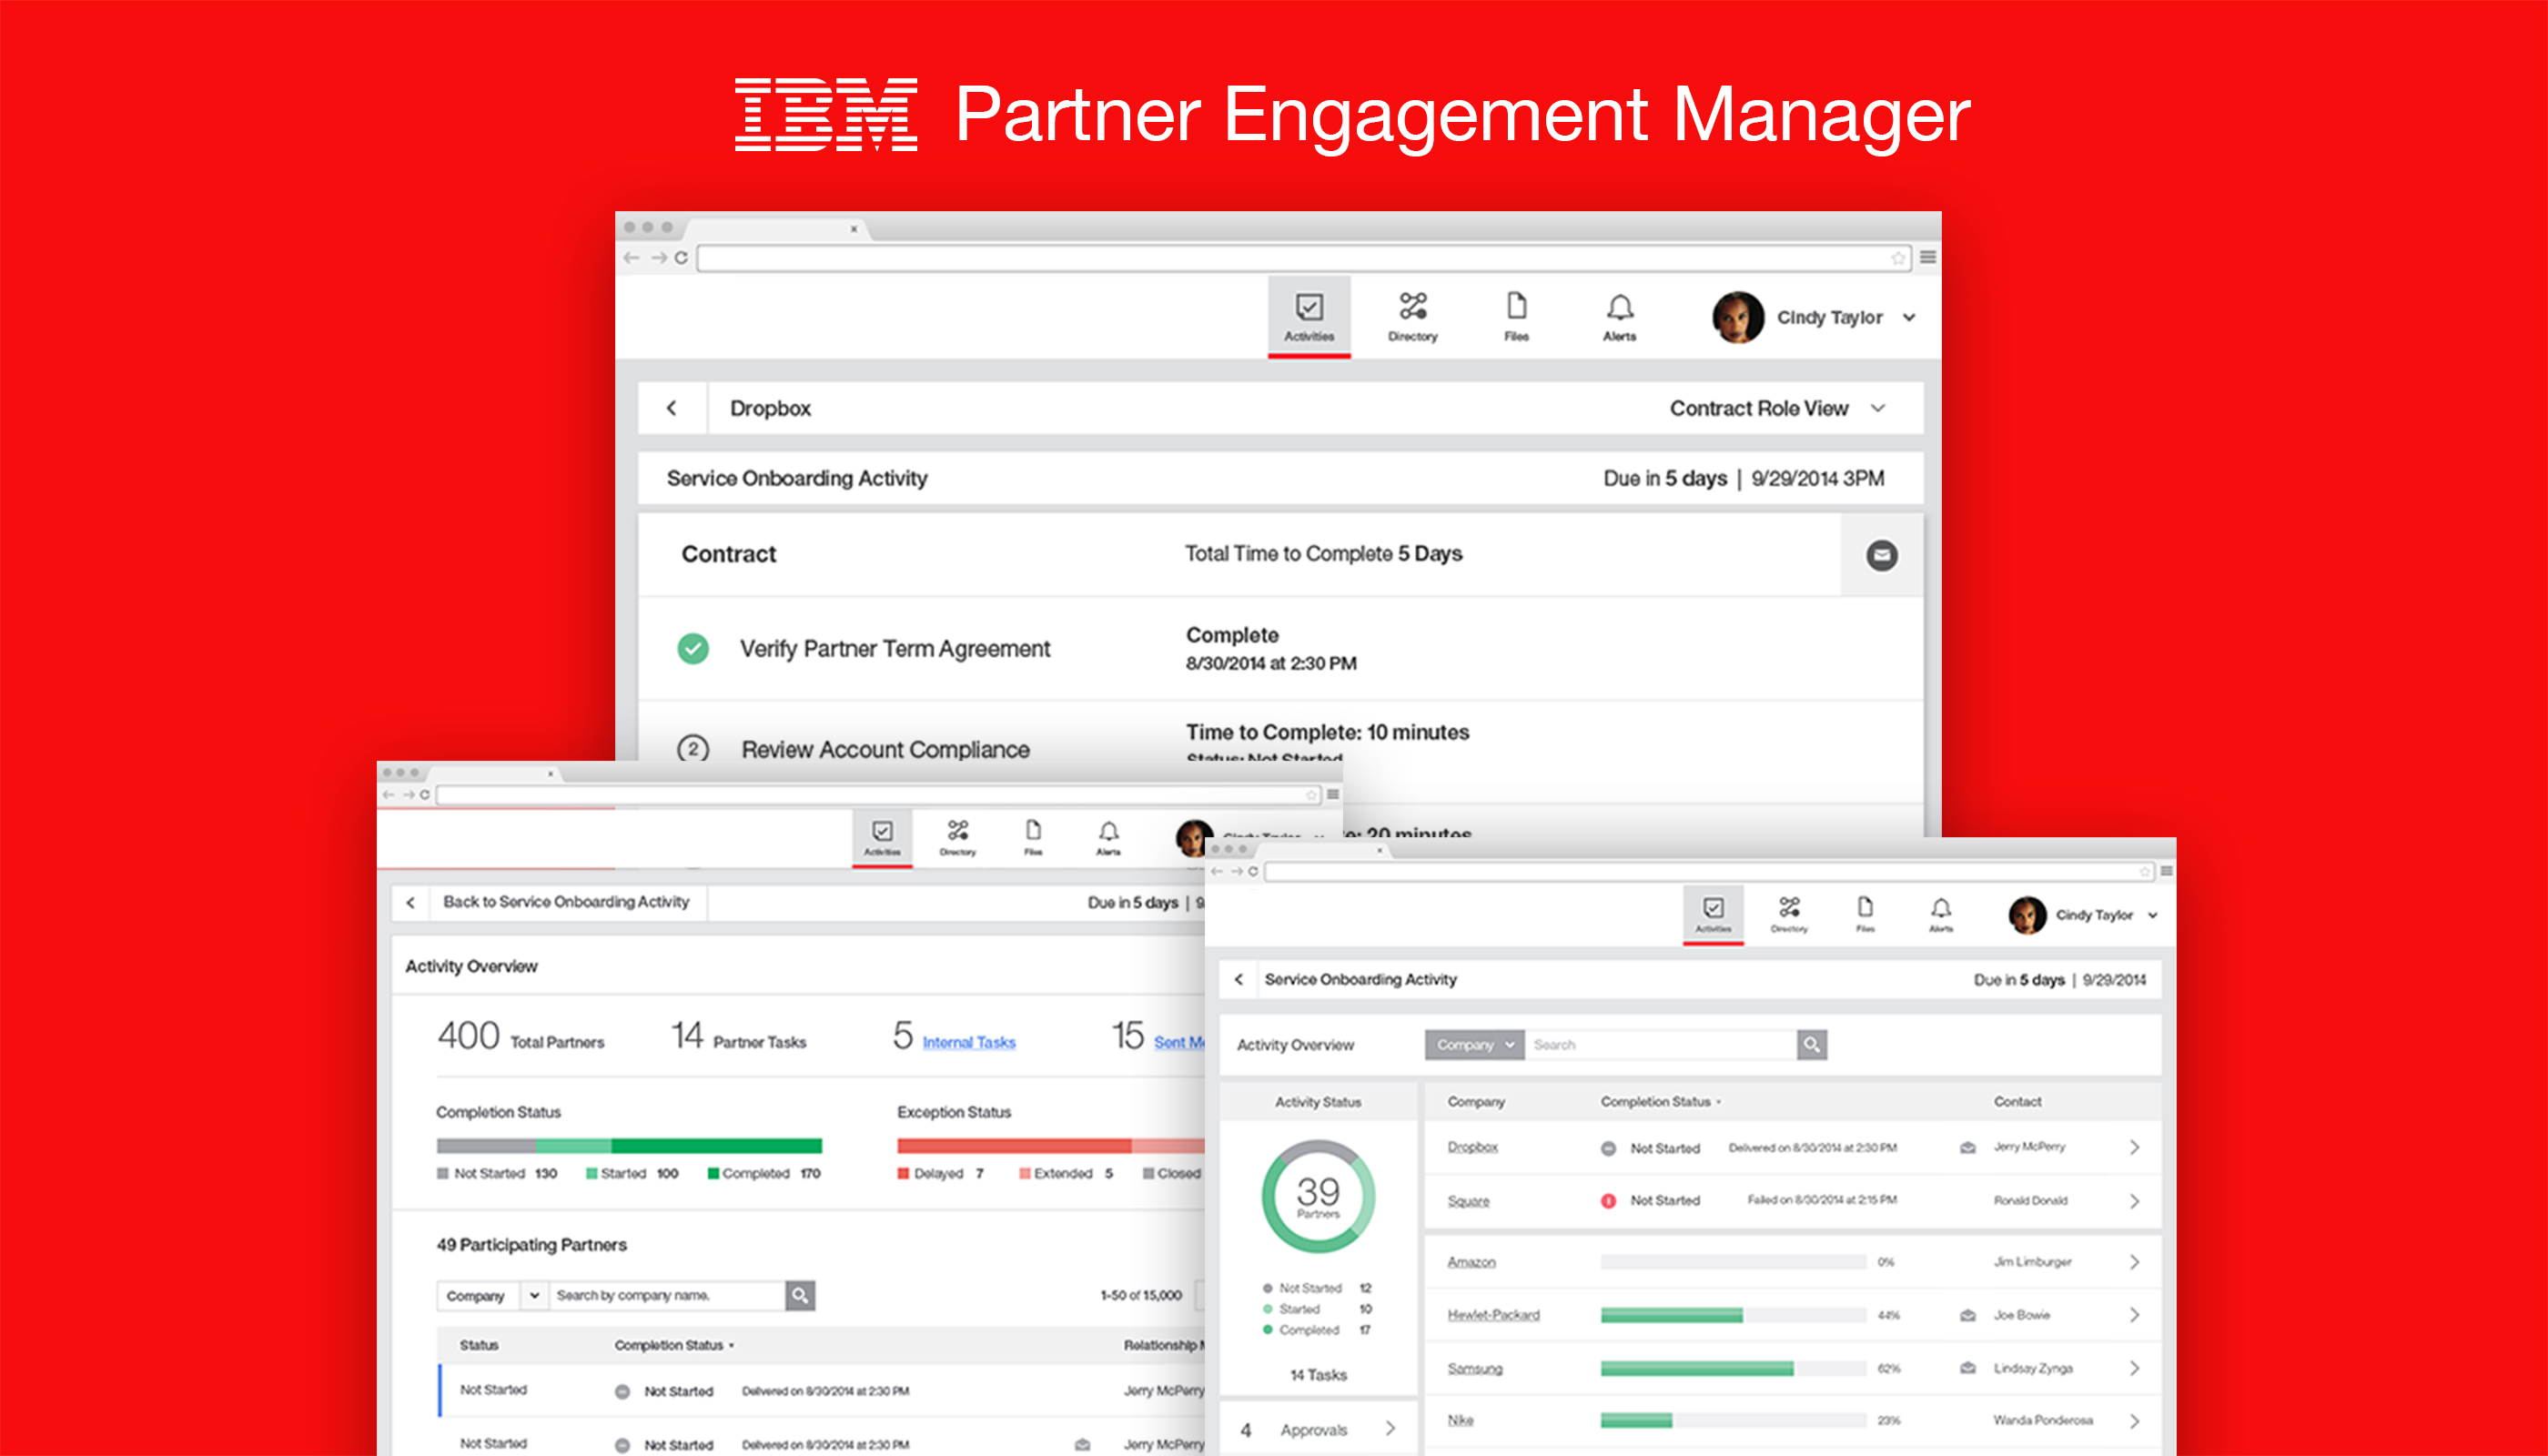 IBM Partner Engagement Manager
Activities Directory Files Alerts Cindy Taylor
Dropbox Contract Role View
Service Onboarding Activity Due in 5 days | 9/29/2014 3PM
Contract Total Time to Complete 5 Days
Verify Partner Term Agreement Complete
8/30/2014 at 2:30 PM
2 Review Account Compliance Time to Complete: 10 minutes
Status: Not Started
20 minutes
Activities Directory Files Alerts Cindy Taylor
Back to Service Onboarding Activity Due in 5 days |
Activity Overview
400 Total Partners 14 Partner Tasks 5 Internal Tasks 15 Sent
Completion Status Exception Status
Not Started 130 Started 100 Completed 170 Delayed 7 Extended 5 Closed
49 Participating Partners
Company Search by company name. 1-50 of 15,000
Status Completion Status Relationship
Not Started Not Started Delivered on 8/30/2014 at 2:30 PM Jerry McPerry
Not Started Not Started Delivered on 8/30/2014 at 2:30 PM Jerry McPerry
Activities Directory Files Alerts Cindy Taylor
Service Onboarding Activity Due in 5 days | 9/29/2014
Activity Overview Company Search
Activity Status
39
Partners
Not Started 12
Started 10
Completed 17
14 Tasks
4 Approvals
Company Completion Status Contact
Dropbox Not Started Delivered on 8/30/2014 at 2:30 PM Jerry McPerry
Square Not Started Failed on 8/30/2014 at 2:15 PM Ronald Donald
Amazon 0% Jim Limburger
Hewlet-Packard 44% Joe Bowie
Samsung 62% Lindsay Zynga
Nike 23% Wanda Ponderosa